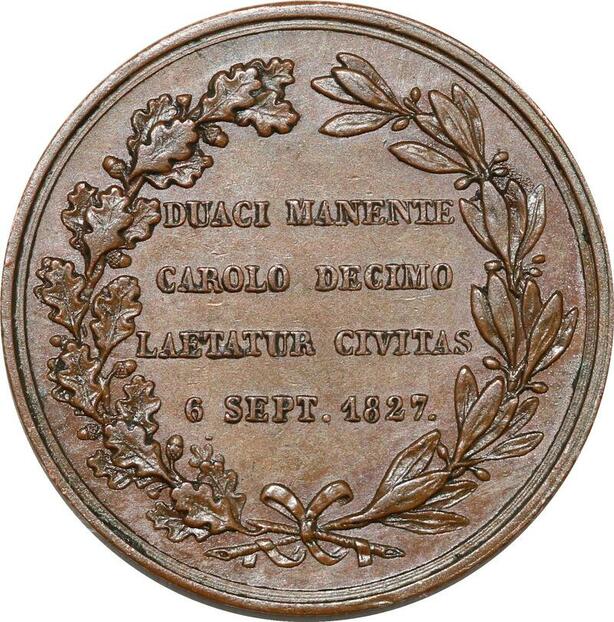 DUACI MANENTE
CAROLO DECIMO
LAETATUR CIVITAS
6 SEPT. 1827.